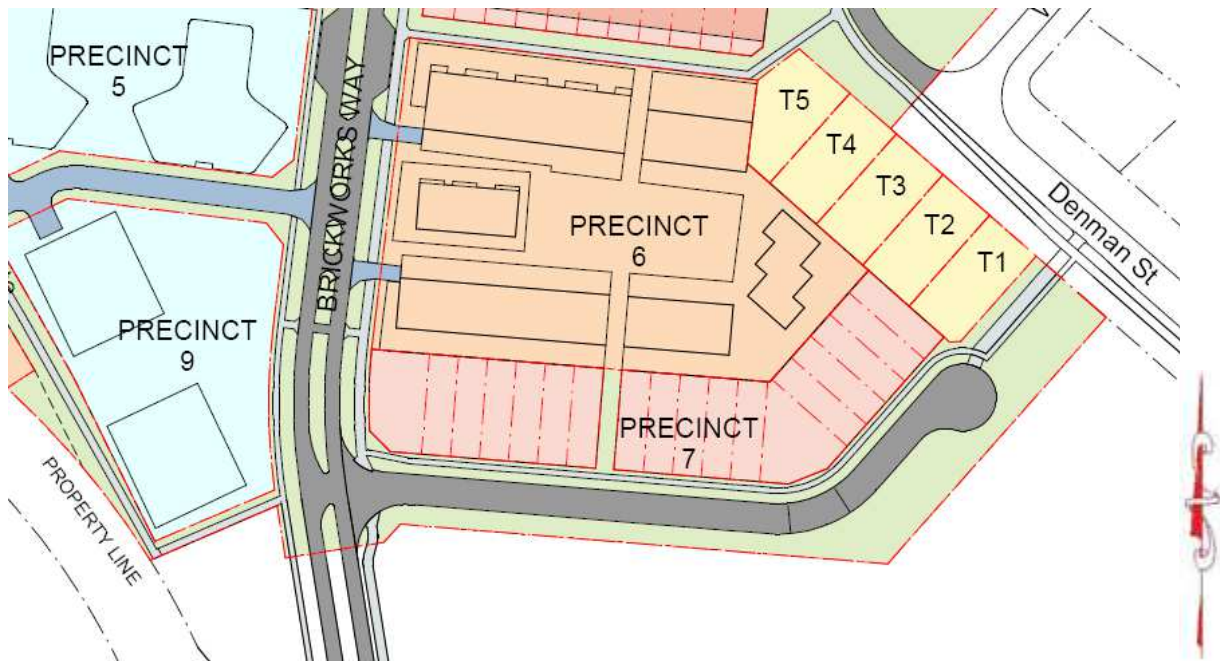 PRECINCT
5
BRICKWORKS WAY
PRECINCT
6
T5
T4
T3
T2
T1
Denman St
PRECINCT
9
PRECINCT
7
PROPERTY LINE